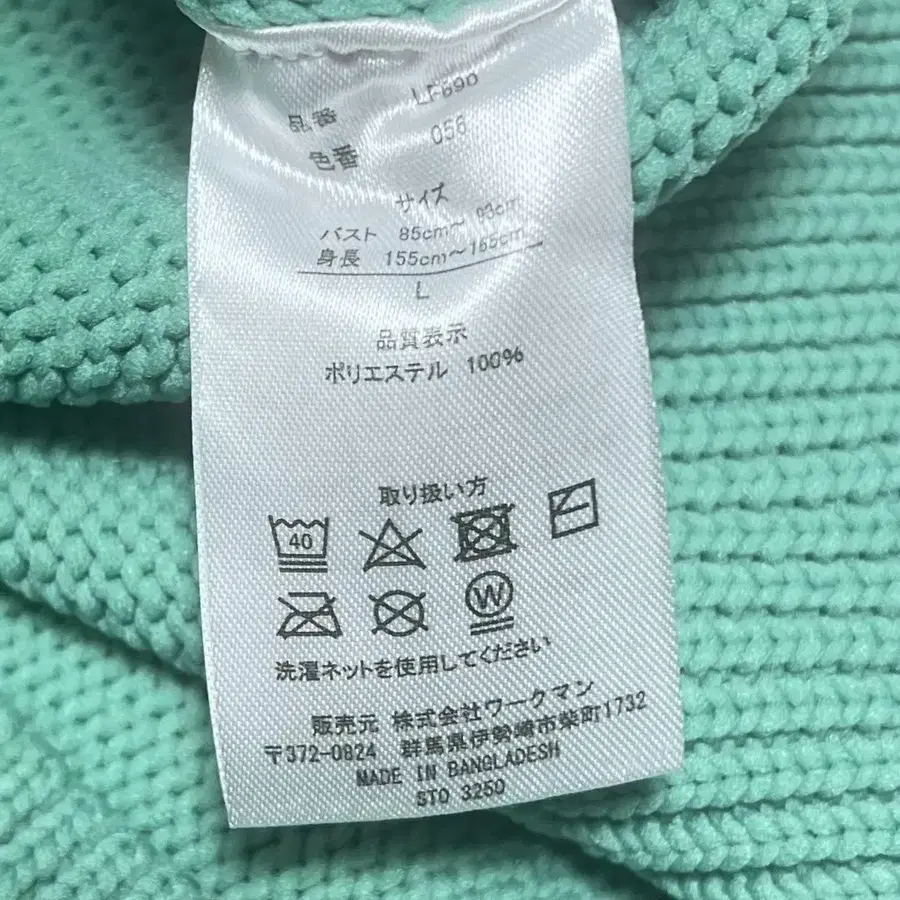 品番 LF690
色番 056
サイズ
バスト 85cm~ 93cm
身長 155cm~165cm
L
品質表示
ポリエステル 100%
取り扱い方
40
W
洗濯ネットを使用してください
販売元 株式会社ワークマン
〒372-0824 群馬県伊勢崎市柴町1732
MADE IN BANGLADESH
STO 3250